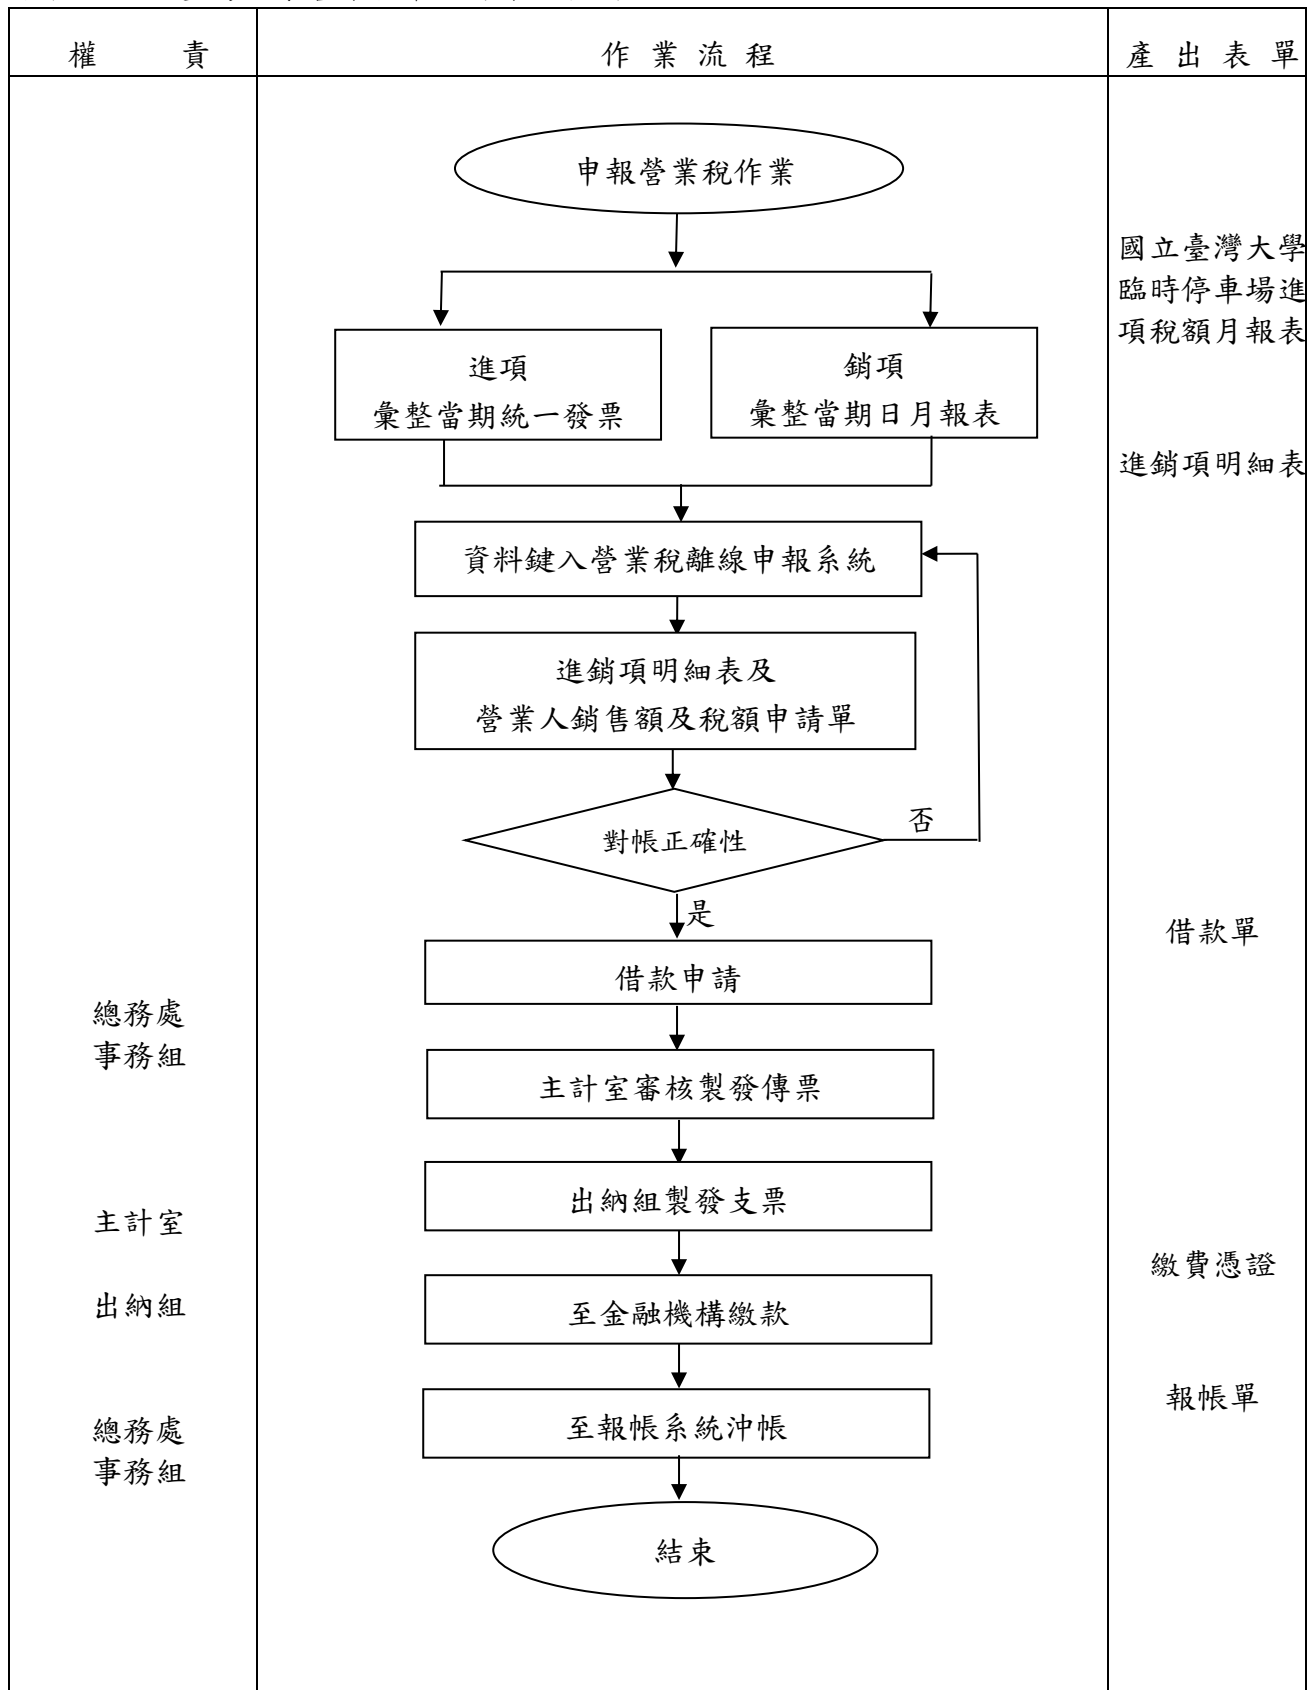 權 責
作 業 流 程
產 出 表 單
申報營業稅作業
國立臺灣大學
臨時停車場進
項稅額月報表
進項
彙整當期統一發票
銷項
彙整當期日月報表
進銷項明細表
資料鍵入營業稅離線申報系統
進銷項明細表及
營業人銷售額及稅額申請單
對帳正確性
否
是
借款單
借款申請
總務處
事務組
主計室審核製發傳票
出納組製發支票
主計室
繳費憑證
出納組
至金融機構繳款
報帳單
至報帳系統沖帳
總務處
事務組
結束